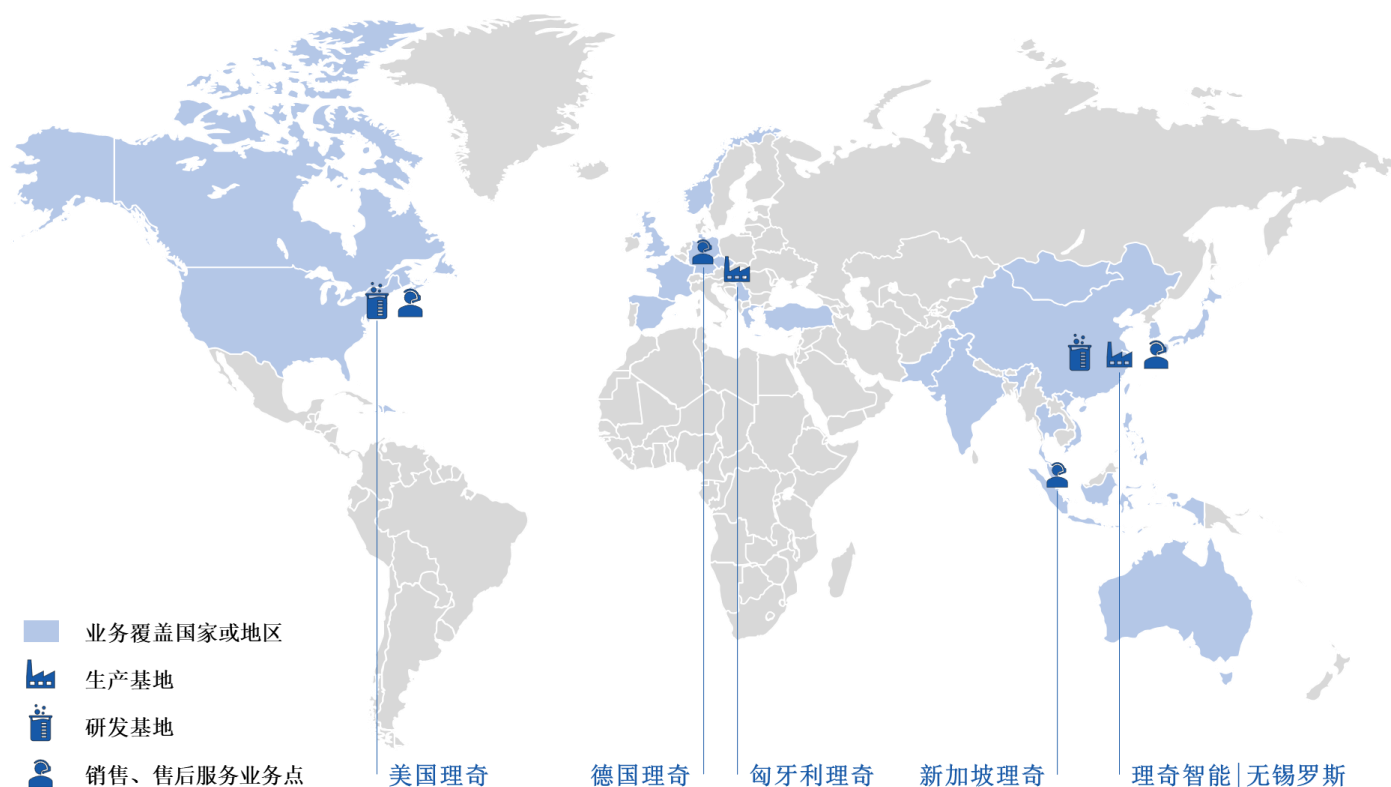 业务覆盖国家或地区
生产基地
研发基地
销售、售后服务业务点
美国理奇
德国理奇
匈牙利理奇
新加坡理奇
理奇智能|无锡罗斯